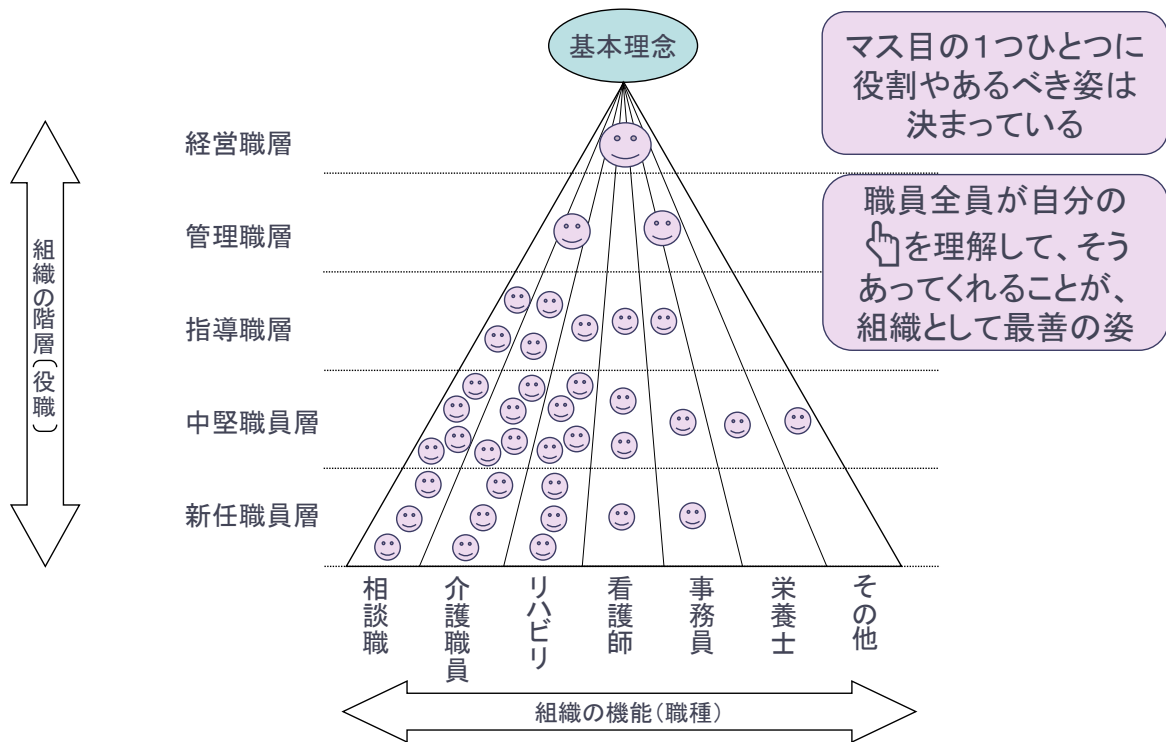 基本理念
マス目の1つひとつに
役割やあるべき姿は
決まっている
職員全員が自分の
を理解して、そう
あってくれることが、
組織として最善の姿
経営職層
管理職層
指導職層
中堅職員層
新任職員層
組織の階層(役職)
相談職
介護職員
リハビリ
看護師
事務員
栄養士
その他
組織の機能(職種)